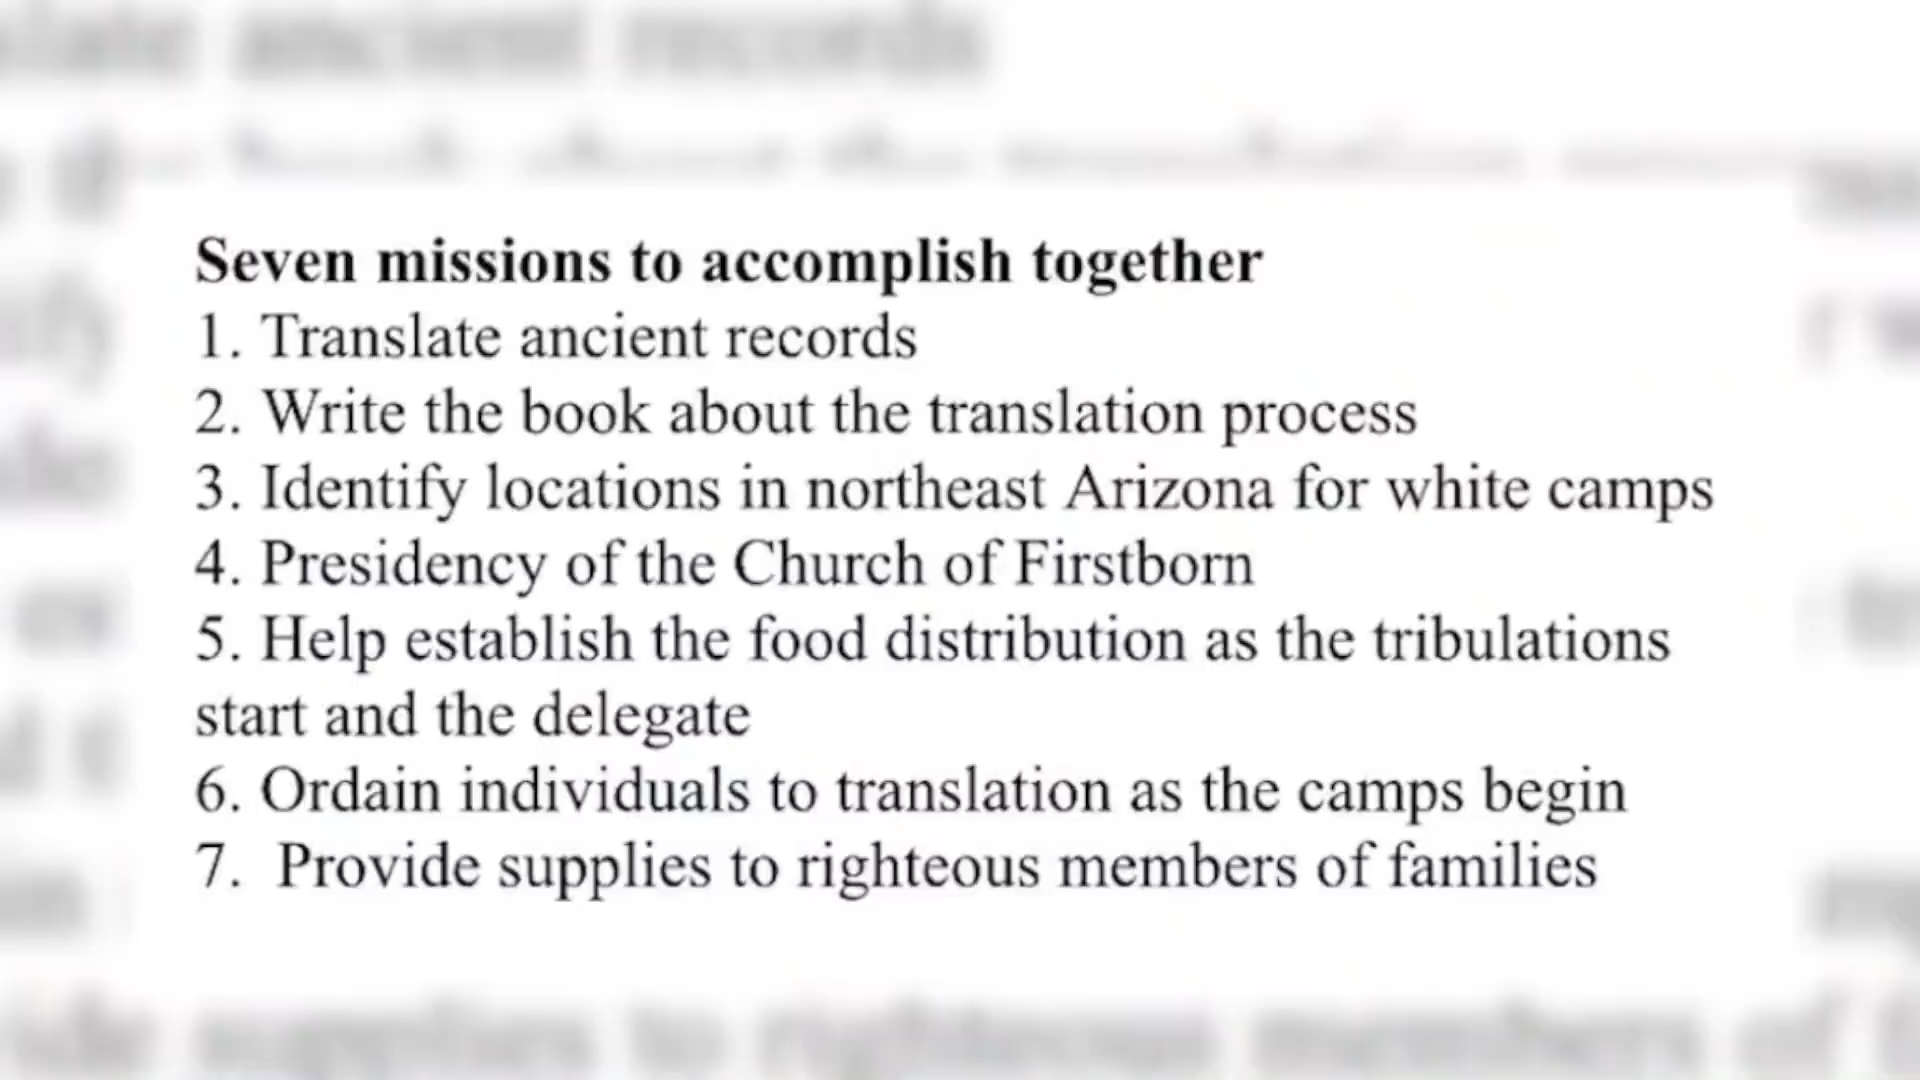 Seven missions to accomplish together
1. Translate ancient records
2. Write the book about the translation process
3. Identify locations in northeast Arizona for white camps
4. Presidency of the Church of Firstborn
5. Help establish the food distribution as the tribulations
start and the delegate
6. Ordain individuals to translation as the camps begin
7. Provide supplies to righteous members of families